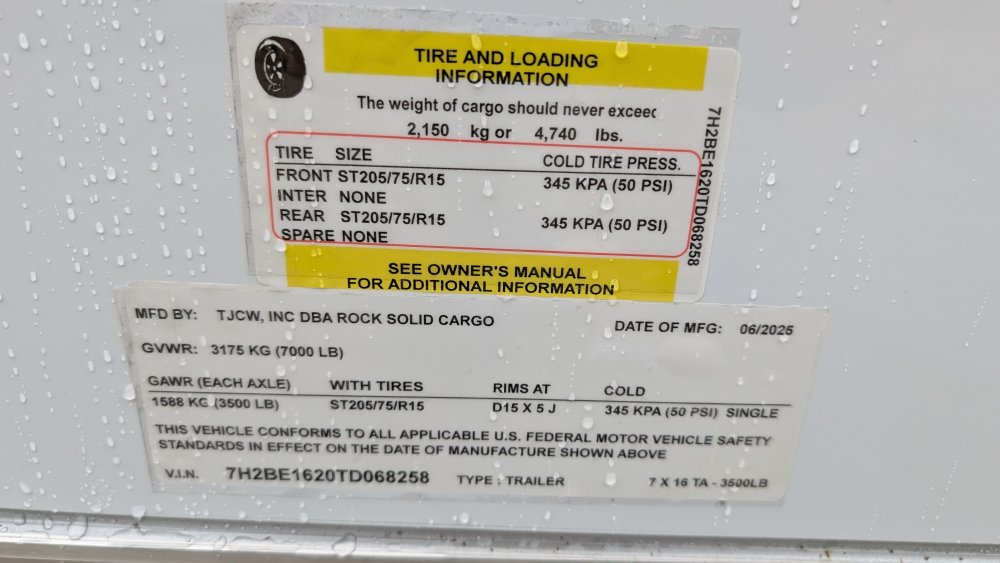 TIRE AND LOADING
INFORMATION
The weight of cargo should never exceed
2,150 kg or 4,740 lbs.
TIRE SIZE COLD TIRE PRESS.
FRONT ST205/75/R15 345 KPA (50 PSI)
INTER NONE
REAR ST205/75/R15 345 KPA (50 PSI)
SPARE NONE
SEE OWNER'S MANUAL
FOR ADDITIONAL INFORMATION
7H2BE1620TD068258
MFD BY: TJCW, INC DBA ROCK SOLID CARGO DATE OF MFG: 06/2025
GVWR: 3175 KG (7000 LB)
GAWR (EACH AXLE) WITH TIRES RIMS AT COLD
1588 KG (3500 LB) ST205/75/R15 D15 X 5 J 345 KPA (50 PSI) SINGLE
THIS VEHICLE CONFORMS TO ALL APPLICABLE U.S. FEDERAL MOTOR VEHICLE SAFETY
STANDARDS IN EFFECT ON THE DATE OF MANUFACTURE SHOWN ABOVE
V.I.N. 7H2BE1620TD068258 TYPE : TRAILER 7 X 16 TA - 3500LB